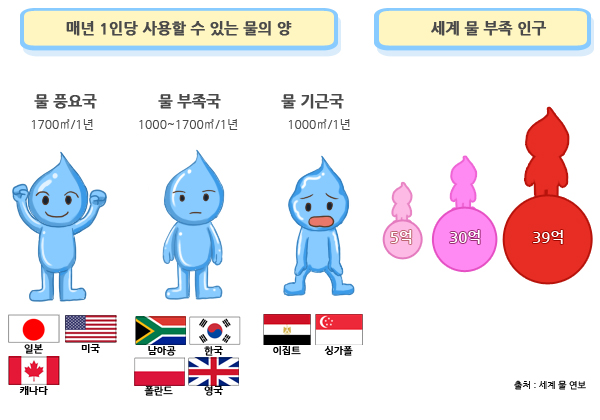 매년 1인당 사용할 수 있는 물의 양
세계 물 부족 인구
물 풍요국
1700㎥/1년
물 부족국
1000~1700㎥/1년
물 기근국
1000㎥/1년
5억
30억
39억
일본
미국
캐나다
남아공
한국
폴란드
영국
이집트
싱가폴
출처 : 세계 물 연보